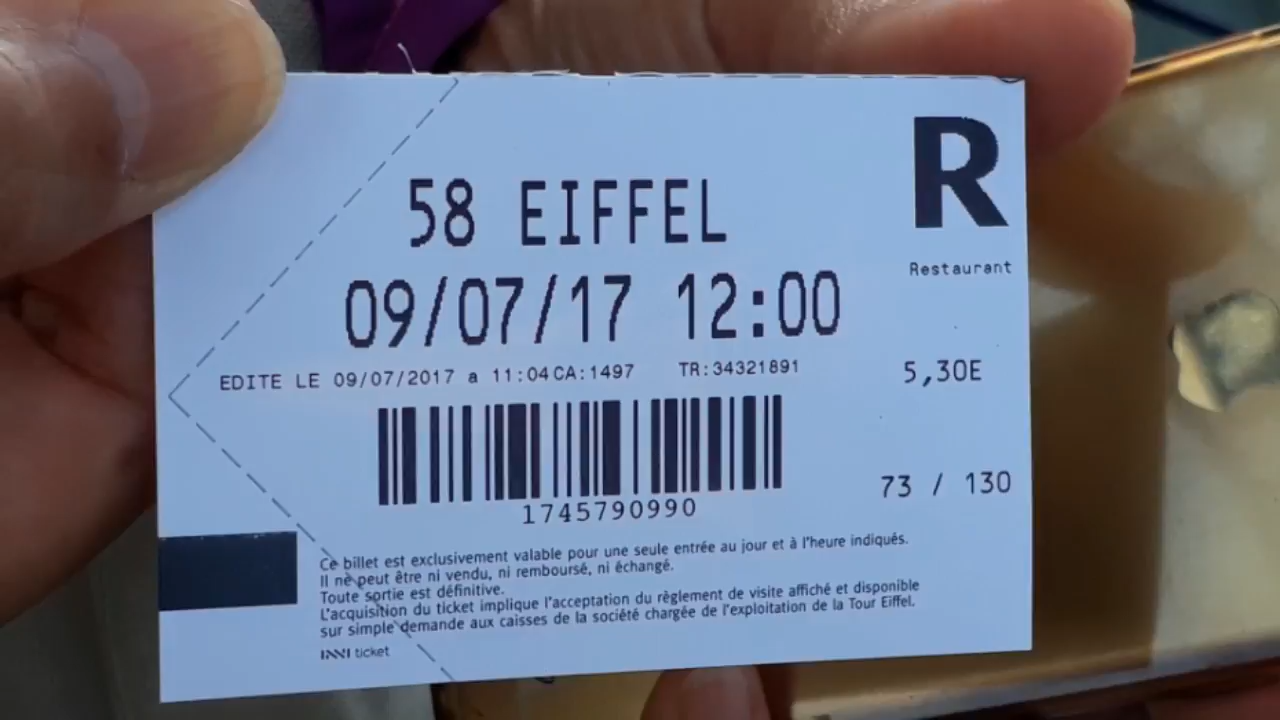 R
58 EIFFEL
Restaurant
09/07/17 12:00
EDITE LE 09/07/2017 a 11:04 CA:1497 TR:34321891
5,30E
73 / 130
1745790990
Ce billet est exclusivement valable pour une seule entrée au jour et à l'heure indiqués.
Il ne peut être ni vendu, ni remboursé, ni échangé.
Toute sortie est définitive.
L'acquisition du ticket implique l'acceptation du règlement de visite affiché et disponible
sur simple demande aux caisses de la société chargée de l'exploitation de la Tour Eiffel.
ticket